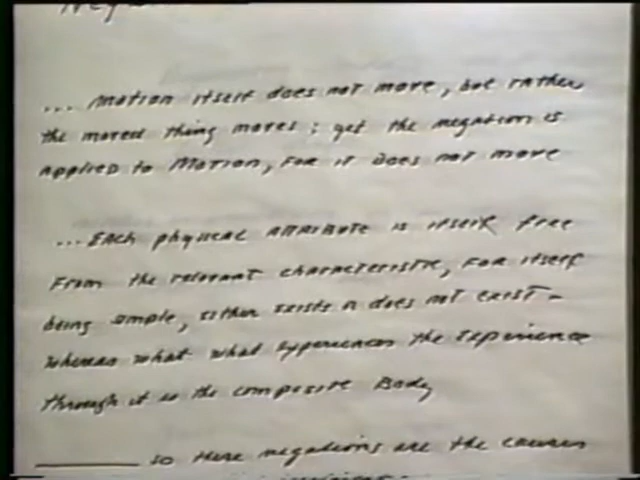 ... Motion itself does not move, but rather
the moved thing moves; yet the negation is
applied to Motion, for it does not move
... Each physical attribute is itself free
from the relevant characteristic, for itself
being simple, either exists or does not exist -
whereas what what experiences the experience
through it is the composite Body
so these negations are the causes